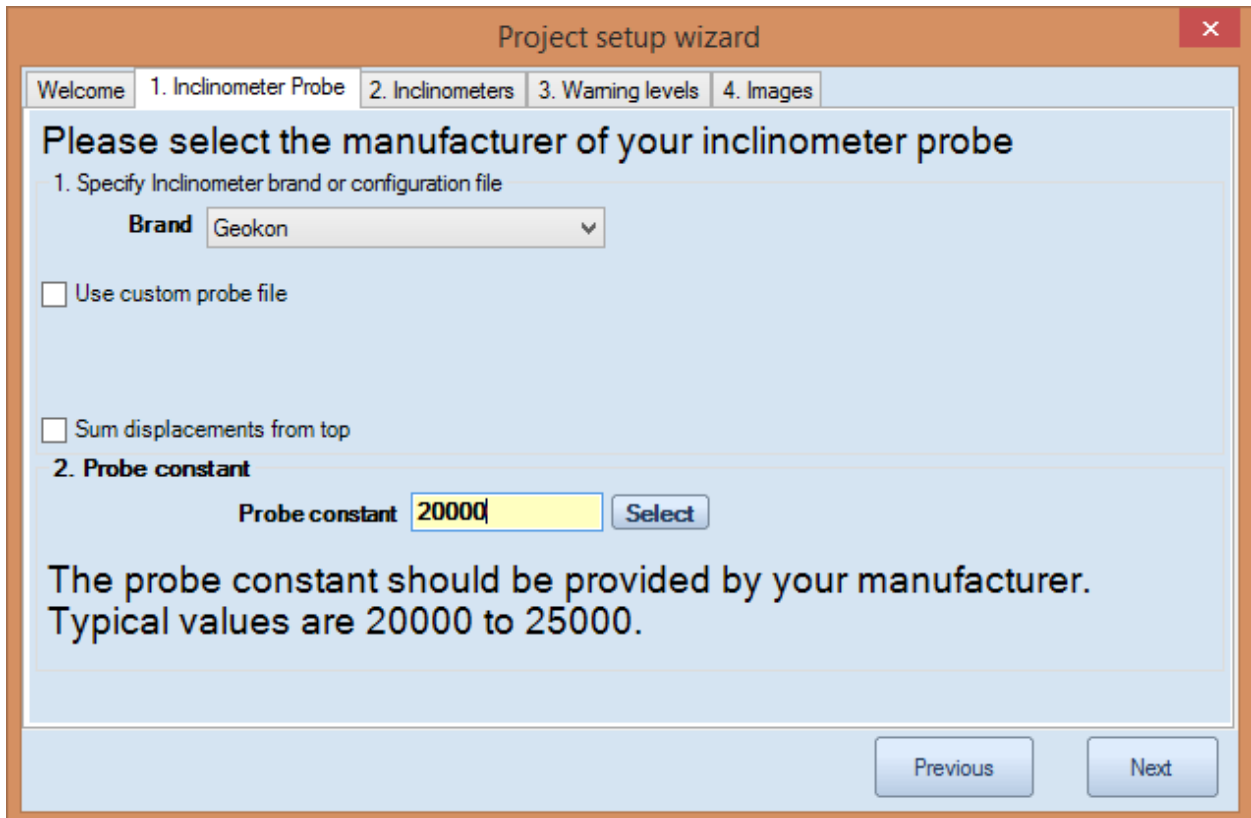 Project setup wizard
Welcome 1. Inclinometer Probe 2. Inclinometers 3. Warning levels 4. Images
Please select the manufacturer of your inclinometer probe
1. Specify Inclinometer brand or configuration file
Brand Geokon
Use custom probe file
Sum displacements from top
2. Probe constant
Probe constant 20000 Select
The probe constant should be provided by your manufacturer.
Typical values are 20000 to 25000.
Previous Next